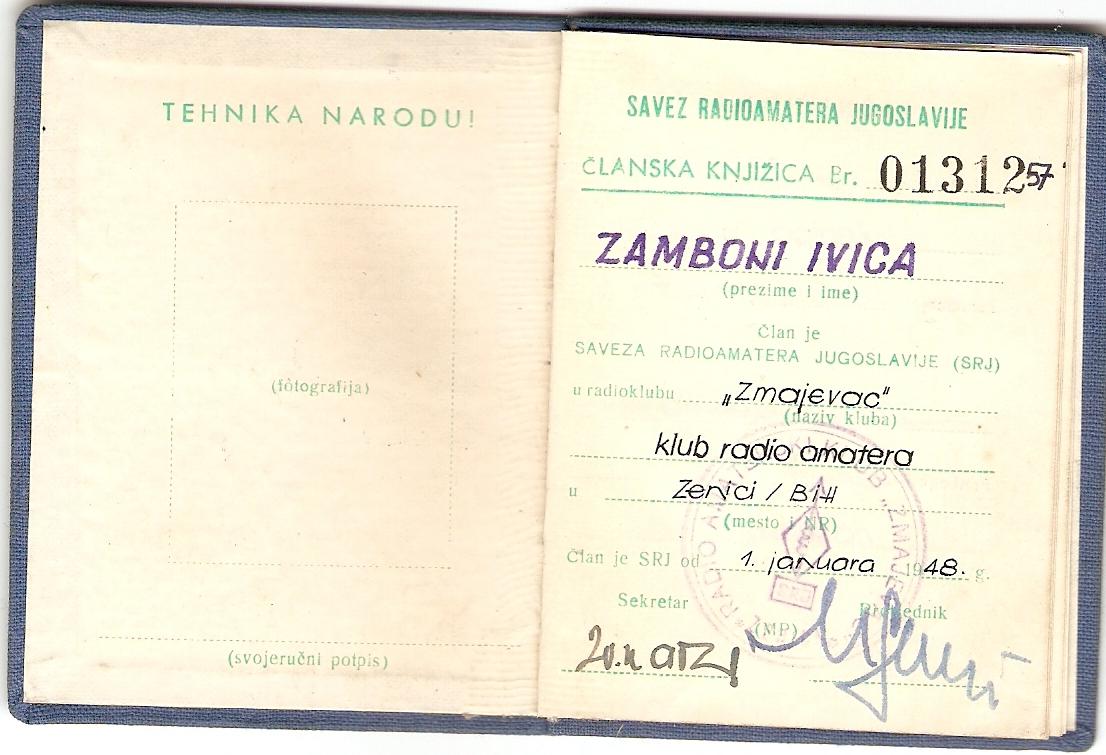 TEHNIKA NARODU!
(fotografija)
(svojeručni potpis)
SAVEZ RADIOAMATERA JUGOSLAVIJE
ČLANSKA KNJIŽICA Br. 01312 57
ZAMBONI IVICA
(prezime i ime)
Član je
SAVEZA RADIOAMATERA JUGOSLAVIJE (SRJ)
u radioklubu „Zmajevac"
(naziv kluba)
klub radio amatera
u Zenici / BiH
(mesto i NR)
Član je SRJ od 1. januara 1948. g.
Sekretar
Predsednik
(MP)